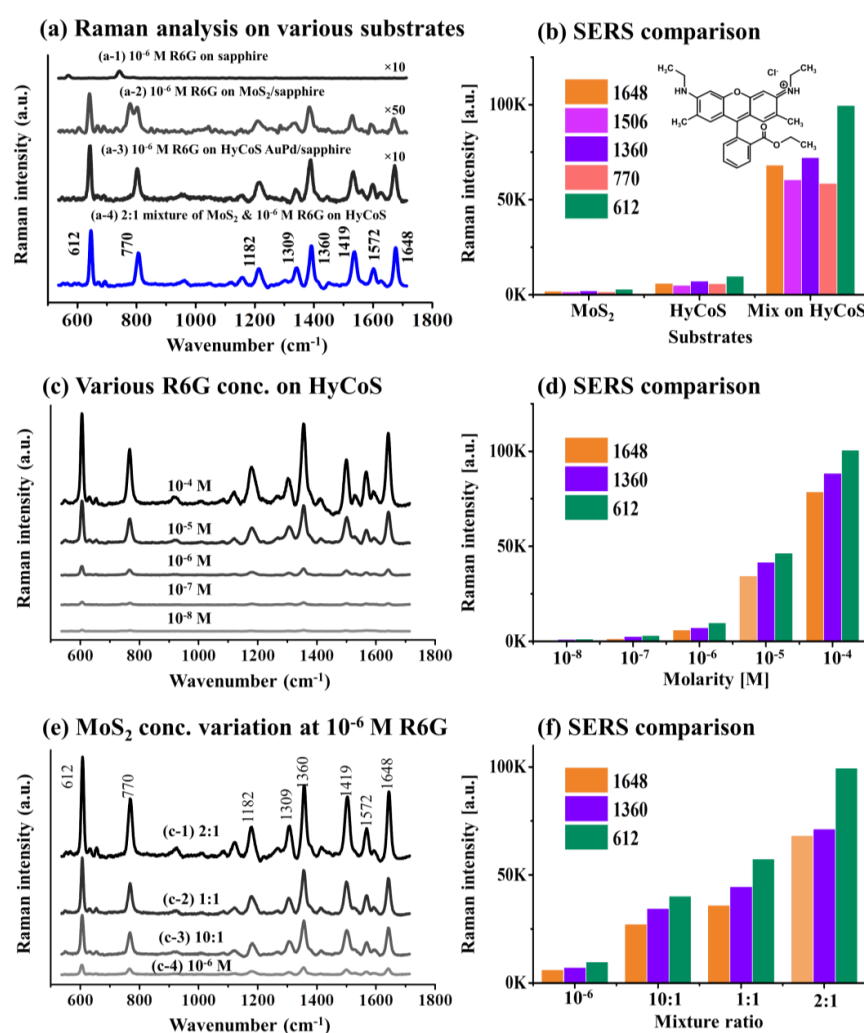 (a) Raman analysis on various substrates
Raman intensity (a.u.)
(a-1) 10⁻⁶ M R6G on sapphire
×10
(a-2) 10⁻⁶ M R6G on MoS₂/sapphire
×50
(a-3) 10⁻⁶ M R6G on HyCoS AuPd/sapphire
×10
(a-4) 2:1 mixture of MoS₂ & 10⁻⁶ M R6G on HyCoS
612 770 1182 1309 1360 1419 1572 1648
600 800 1000 1200 1400 1600 1800
Wavenumber (cm⁻¹)
(b) SERS comparison
Raman intensity [a.u.]
100K
50K
0K
1648
1506
1360
770
612
H₃C CH₃
HN O NH
+
Cl⁻
H₃C CH₃
O
O CH₃
MoS₂ HyCoS Mix on HyCoS
Substrates
(c) Various R6G conc. on HyCoS
Raman intensity (a.u.)
10⁻⁴ M
10⁻⁵ M
10⁻⁶ M
10⁻⁷ M
10⁻⁸ M
600 800 1000 1200 1400 1600 1800
Wavenumber (cm⁻¹)
(d) SERS comparison
Raman intensity [a.u.]
100K
50K
0K
1648
1360
612
10⁻⁸ 10⁻⁷ 10⁻⁶ 10⁻⁵ 10⁻⁴
Molarity [M]
(e) MoS₂ conc. variation at 10⁻⁶ M R6G
Raman intensity (a.u.)
612 770 1182 1309 1360 1419 1572 1648
(c-1) 2:1
(c-2) 1:1
(c-3) 10:1
(c-4) 10⁻⁶ M
600 800 1000 1200 1400 1600 1800
Wavenumber (cm⁻¹)
(f) SERS comparison
Raman intensity [a.u.]
100K
50K
0K
1648
1360
612
10⁻⁶ 10:1 1:1 2:1
Mixture ratio